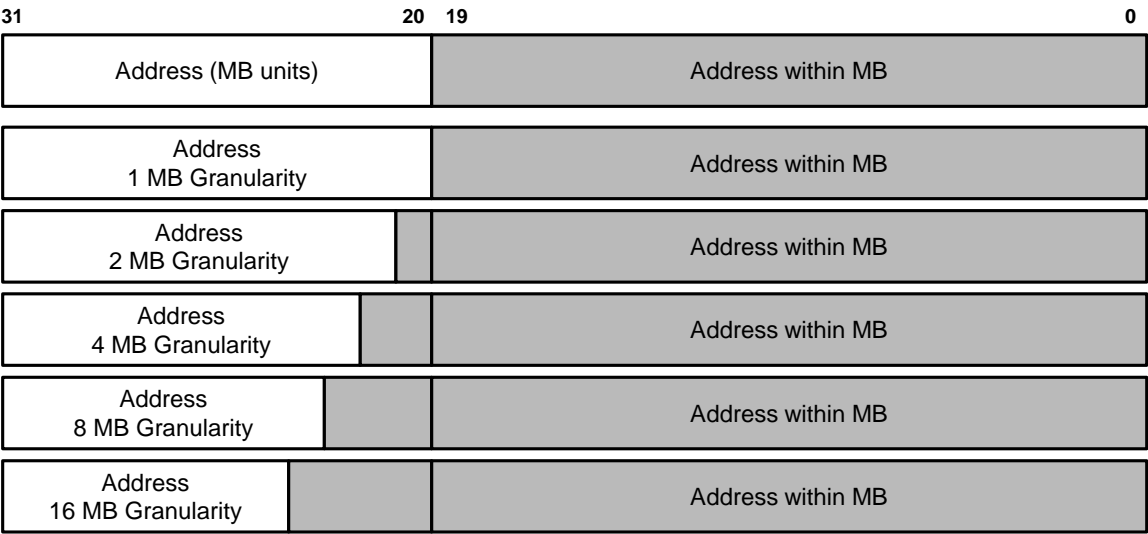 31 20 19 0
Address (MB units) Address within MB
Address
1 MB Granularity
Address within MB
Address
2 MB Granularity
Address within MB
Address
4 MB Granularity
Address within MB
Address
8 MB Granularity
Address within MB
Address
16 MB Granularity
Address within MB